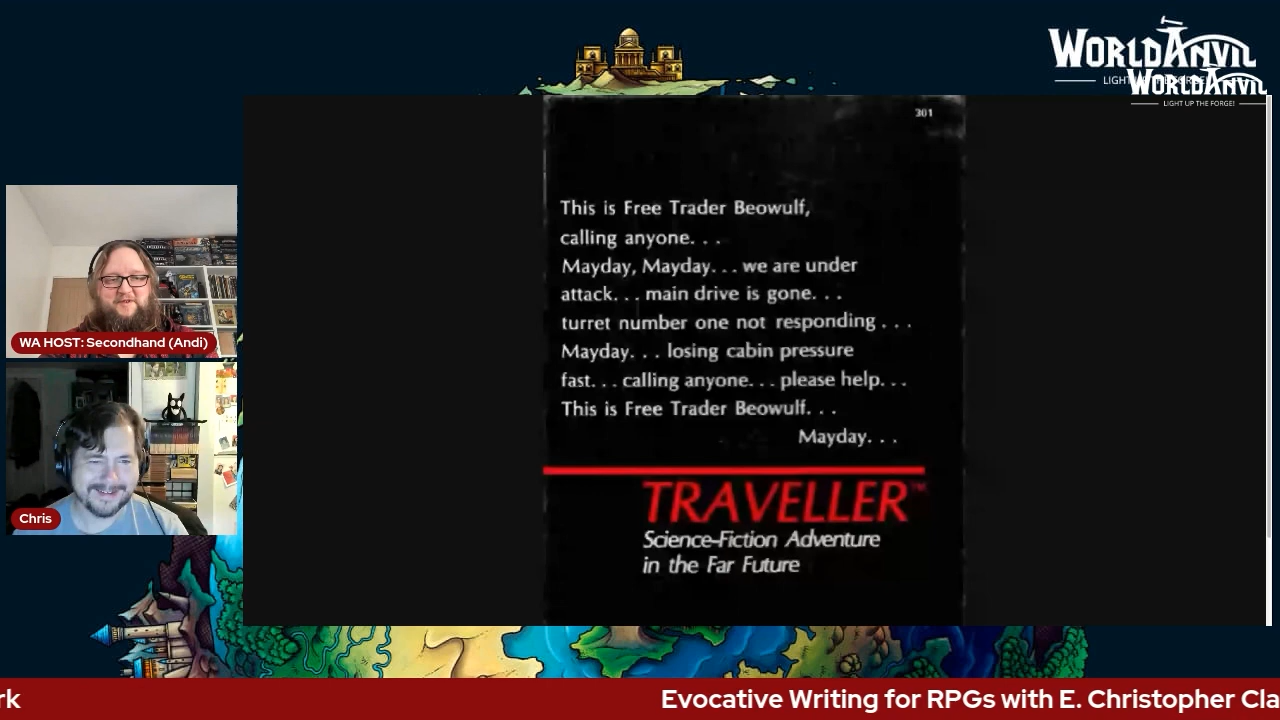 WORLDANVIL
LIGHT
WORLDANVIL
LIGHT UP THE FORGE!
301
This is Free Trader Beowulf,
calling anyone. . .
Mayday, Mayday. . . we are under
attack. . . main drive is gone. . .
turret number one not responding . . .
Mayday. . . losing cabin pressure
fast. . . calling anyone. . . please help. . .
This is Free Trader Beowulf. . .
Mayday. . .
TRAVELLER™
Science-Fiction Adventure
in the Far Future
WA HOST: Secondhand (Andi)
Chris
rk
Evocative Writing for RPGs with E. Christopher Cla